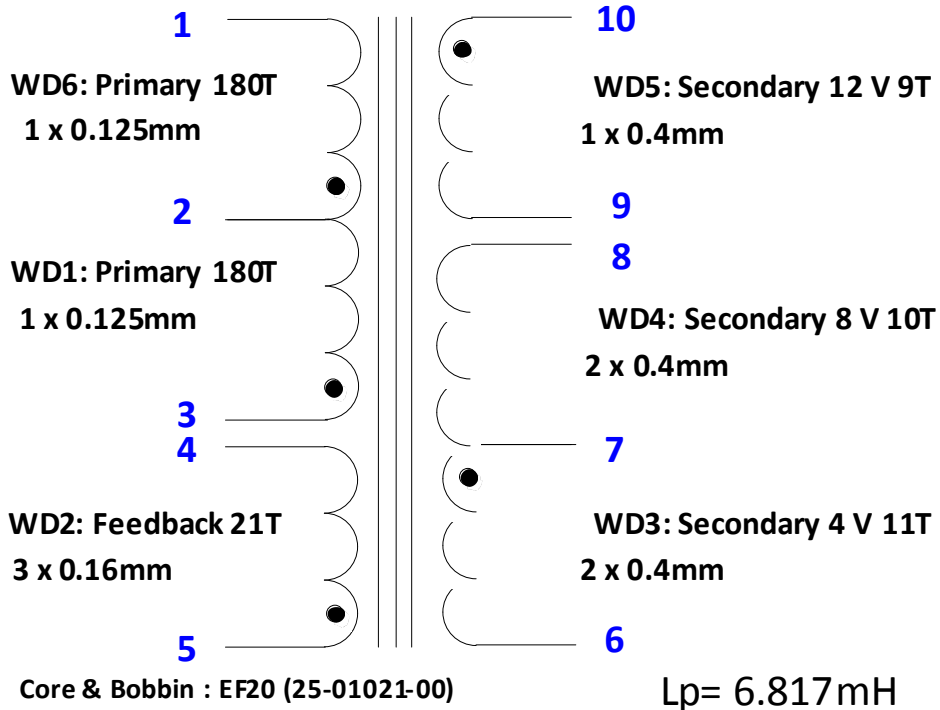 1
WD6: Primary 180T
1 x 0.125mm
2
WD1: Primary 180T
1 x 0.125mm
3
4
WD2: Feedback 21T
3 x 0.16mm
5
10
WD5: Secondary 12 V 9T
1 x 0.4mm
9
8
WD4: Secondary 8 V 10T
2 x 0.4mm
7
WD3: Secondary 4 V 11T
2 x 0.4mm
6
Core & Bobbin : EF20 (25-01021-00)
Lp= 6.817mH